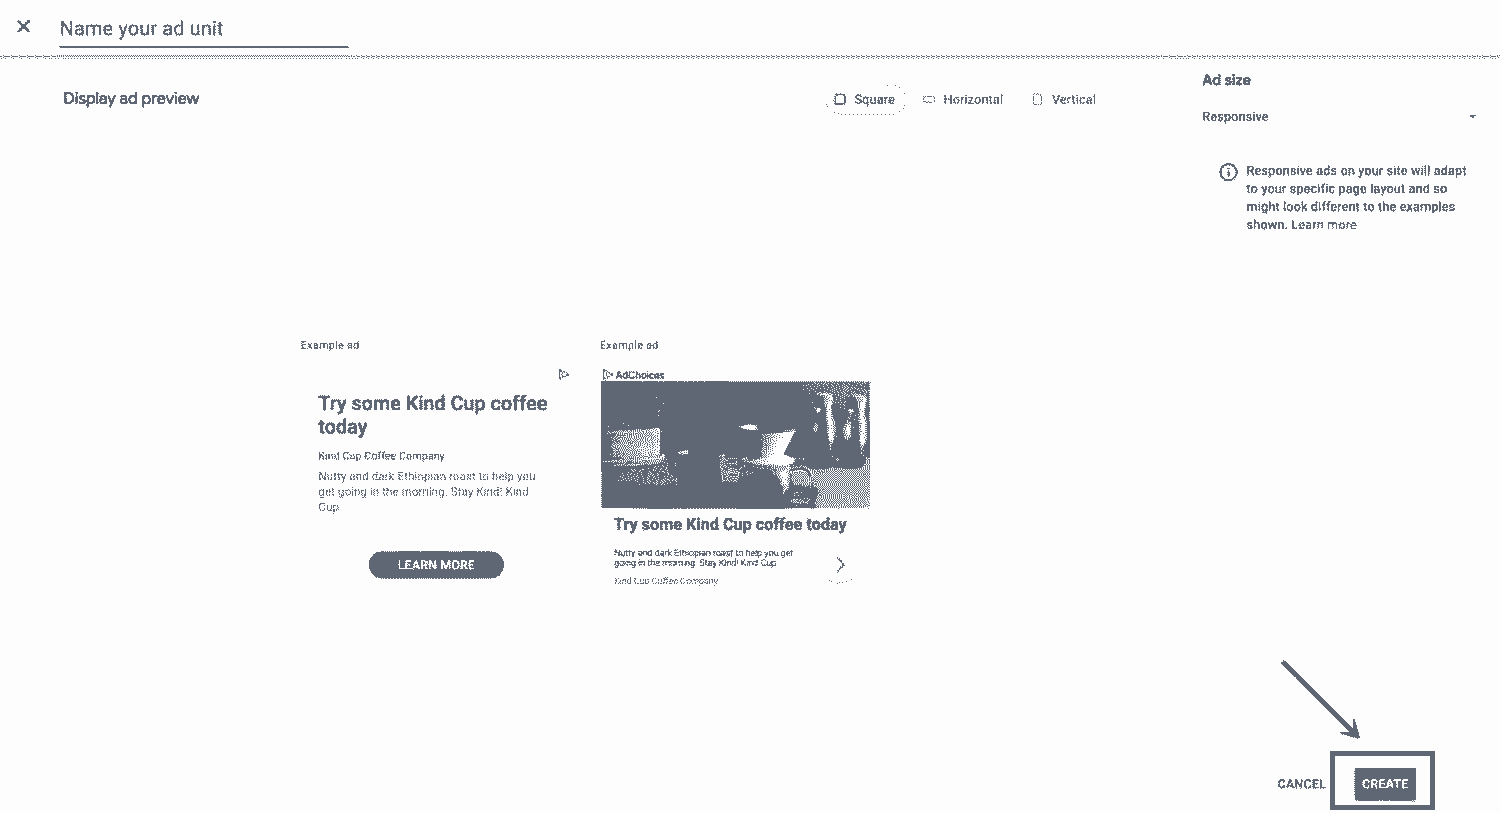 Name your ad unit
Display ad preview
Square
Horizontal
Vertical
Ad size
Responsive
Responsive ads on your site will adapt
to your specific page layout and so
might look different to the examples
shown. Learn more
Example ad
Try some Kind Cup coffee
today
Kind Cup Coffee Company
Nutty and dark Ethiopian roast to help you
get going in the morning. Stay Kind! Kind
Cup
LEARN MORE
Example ad
AdChoices
Try some Kind Cup coffee today
Nutty and dark Ethiopian roast to help you get
going in the morning. Stay Kind! Kind Cup
Kind Cup Coffee Company
CANCEL
CREATE